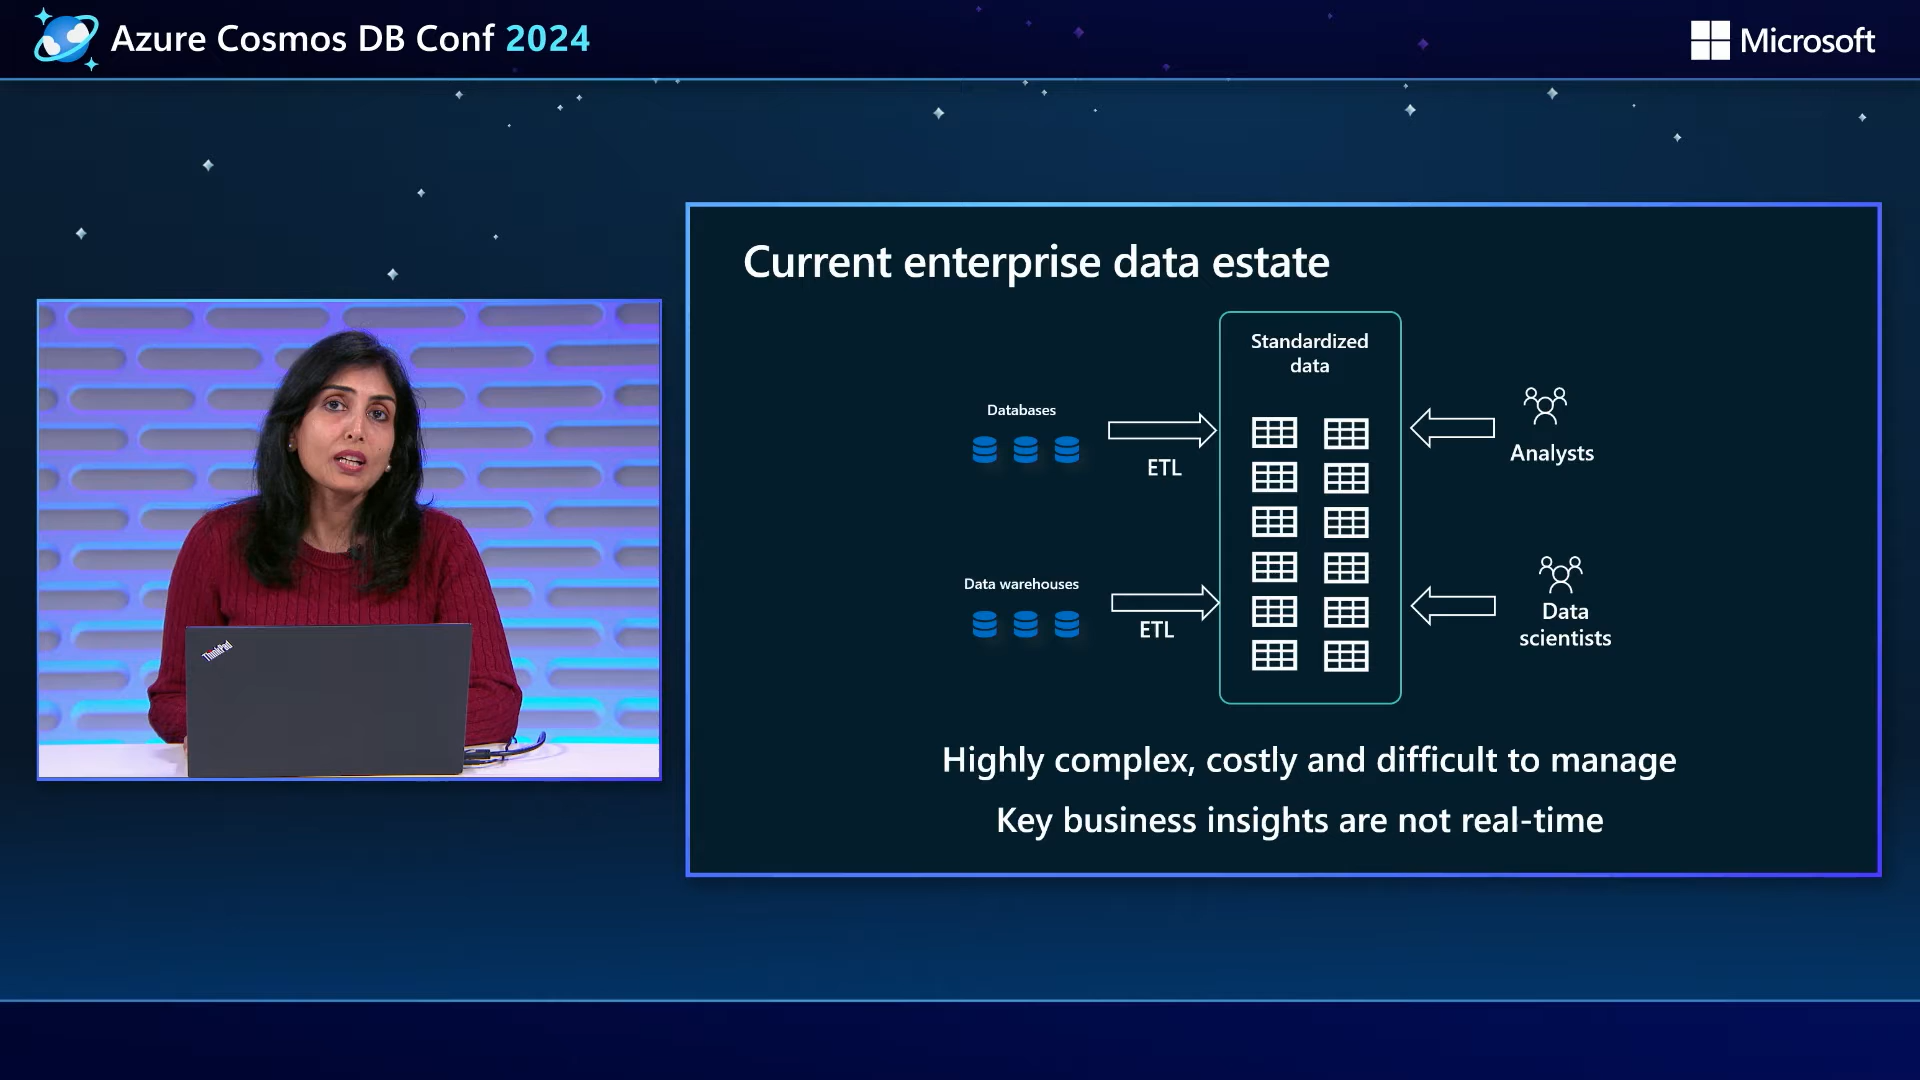 Azure Cosmos DB Conf 2024
Microsoft
Current enterprise data estate
Standardized
data
Databases
ETL
Analysts
Data warehouses
ETL
Data
scientists
Highly complex, costly and difficult to manage
Key business insights are not real-time
ThinkPad